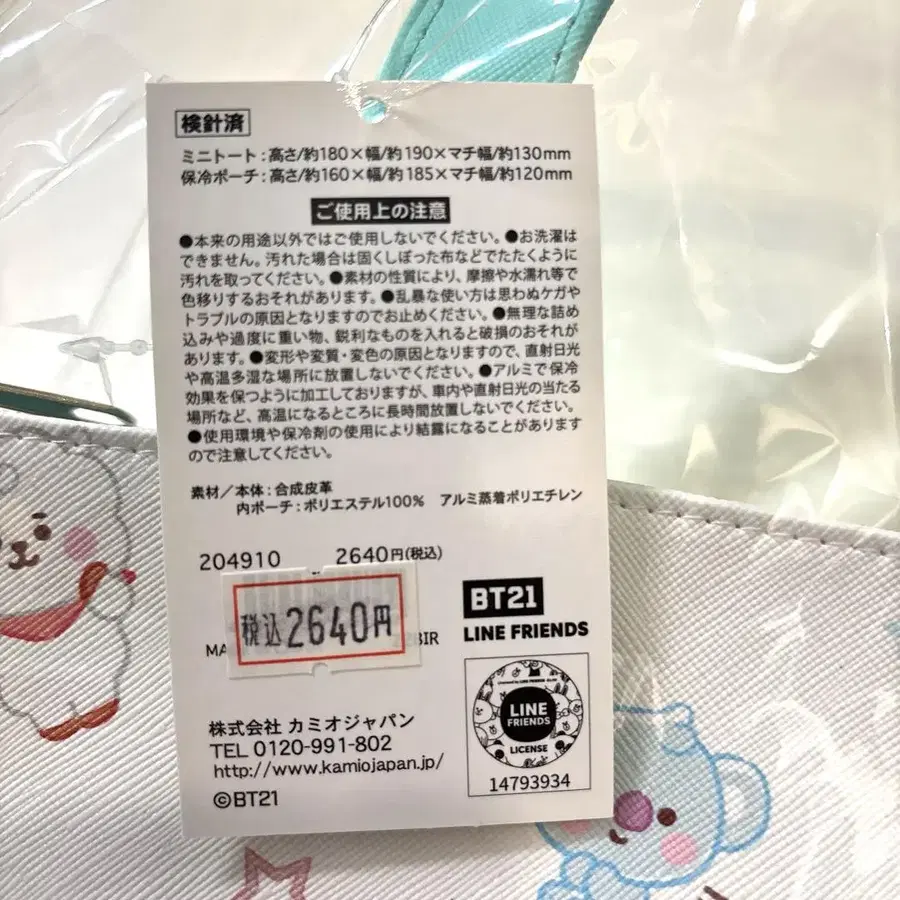 検針済
ミニトート:高さ/約180×幅/約190×マチ幅/約130mm
保冷ポーチ:高さ/約160×幅/約185×マチ幅/約120mm
ご使用上の注意
●本来の用途以外ではご使用しないでください。●お洗濯は
できません。汚れた場合は固くしぼった布などでたたくように
汚れを取ってください。●素材の性質により、摩擦や水濡れ等で
色移りするおそれがあります。●乱暴な使い方は思わぬケガや
トラブルの原因となりますのでお止めください。●無理な詰め
込みや過度に重い物、鋭利なものを入れると破損のおそれが
あります。●変形や変質・変色の原因となりますので、直射日光
や高温多湿な場所に放置しないでください。●アルミで保冷
効果を保つように加工しておりますが、車内や直射日光の当たる
場所など、高温になるところに長時間放置しないでください。
●使用環境や保冷剤の使用により結露になることがあります
ので注意してください。
素材/本体:合成皮革
内ポーチ:ポリエステル100% アルミ蒸着ポリエチレン
204910 2640円(税込)
税込2640円
BT21
LINE FRIENDS
株式会社 カミオジャパン
TEL 0120-991-802
http://www.kamiojapan.jp/
©BT21
LINE
FRIENDS
LICENSE
14793934